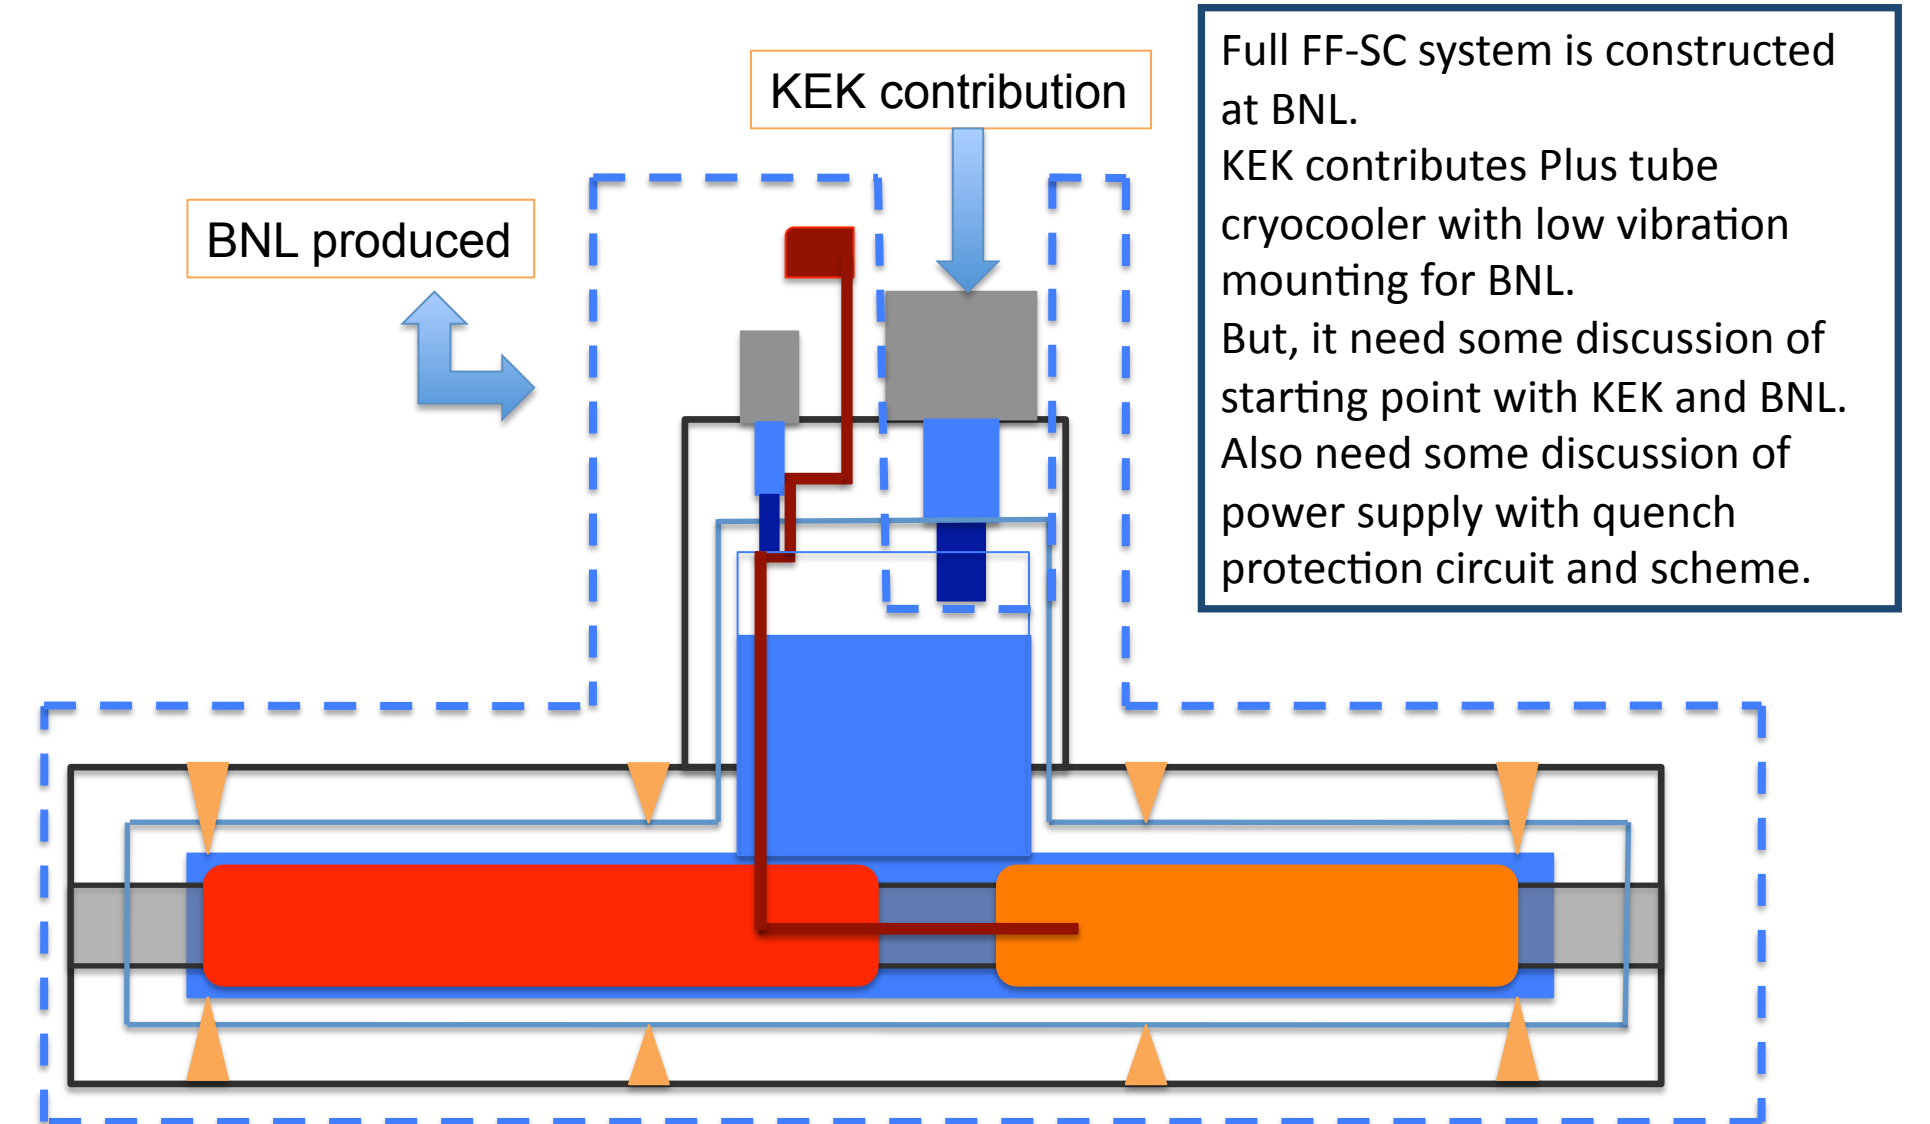 KEK contribution
BNL produced
Full FF-SC system is constructed
at BNL.
KEK contributes Plus tube
cryocooler with low vibration
mounting for BNL.
But, it need some discussion of
starting point with KEK and BNL.
Also need some discussion of
power supply with quench
protection circuit and scheme.